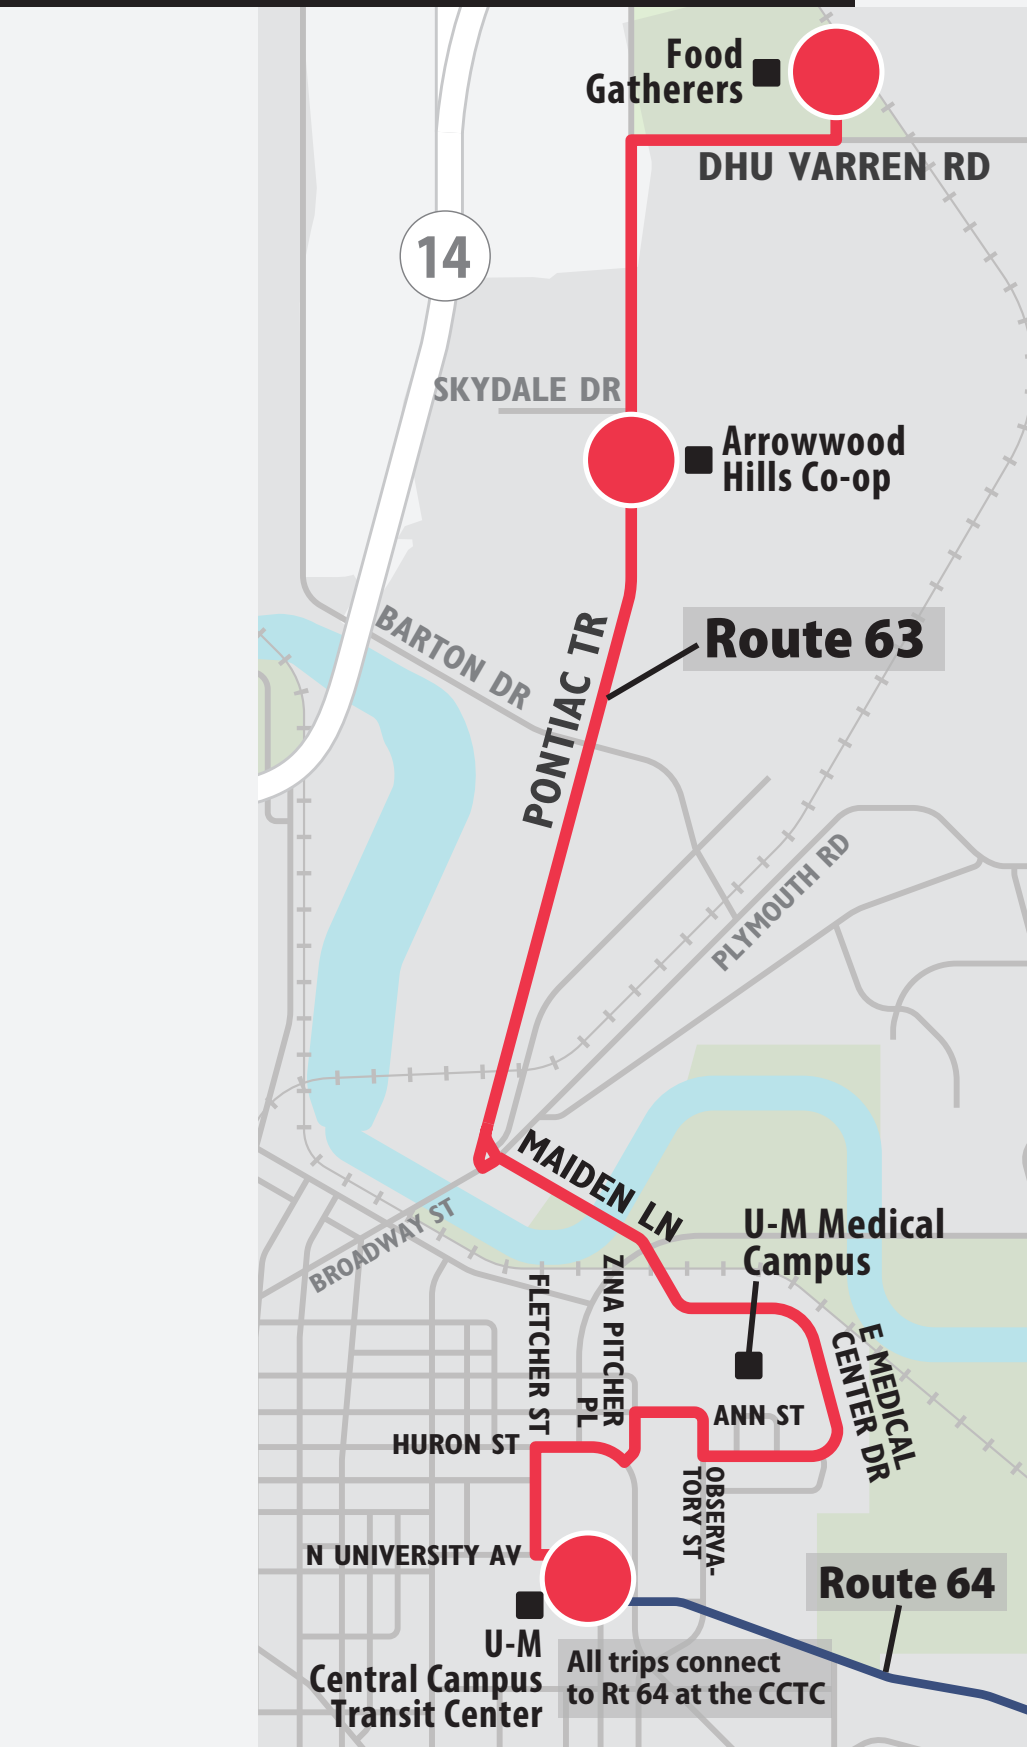 Food
Gatherers
DHU VARREN RD
14
SKYDALE DR
Arrowwood
Hills Co-op
BARTON DR
PONTIAC TR
Route 63
PLYMOUTH RD
MAIDEN LN
BROADWAY ST
U-M Medical
Campus
ZINA PITCHER
PL
FLETCHER ST
E MEDICAL
CENTER DR
ANN ST
HURON ST
OBSERVA-
TORY ST
N UNIVERSITY AV
Route 64
U-M
Central Campus
Transit Center
All trips connect
to Rt 64 at the CCTC